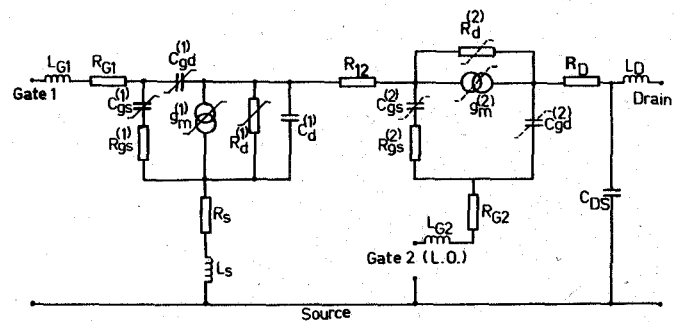 L_G1
R_G1
C_gd^(1)
Gate 1
C_gs^(1)
R_gs^(1)
g_m^(1)
R_d^(1)
C_d^(1)
R_s
L_s
R_12
R_d^(2)
g_m^(2)
C_gs^(2)
R_gs^(2)
C_gd^(2)
R_D
L_D
Drain
C_DS
R_G2
L_G2
Gate 2 (L.O.)
Source